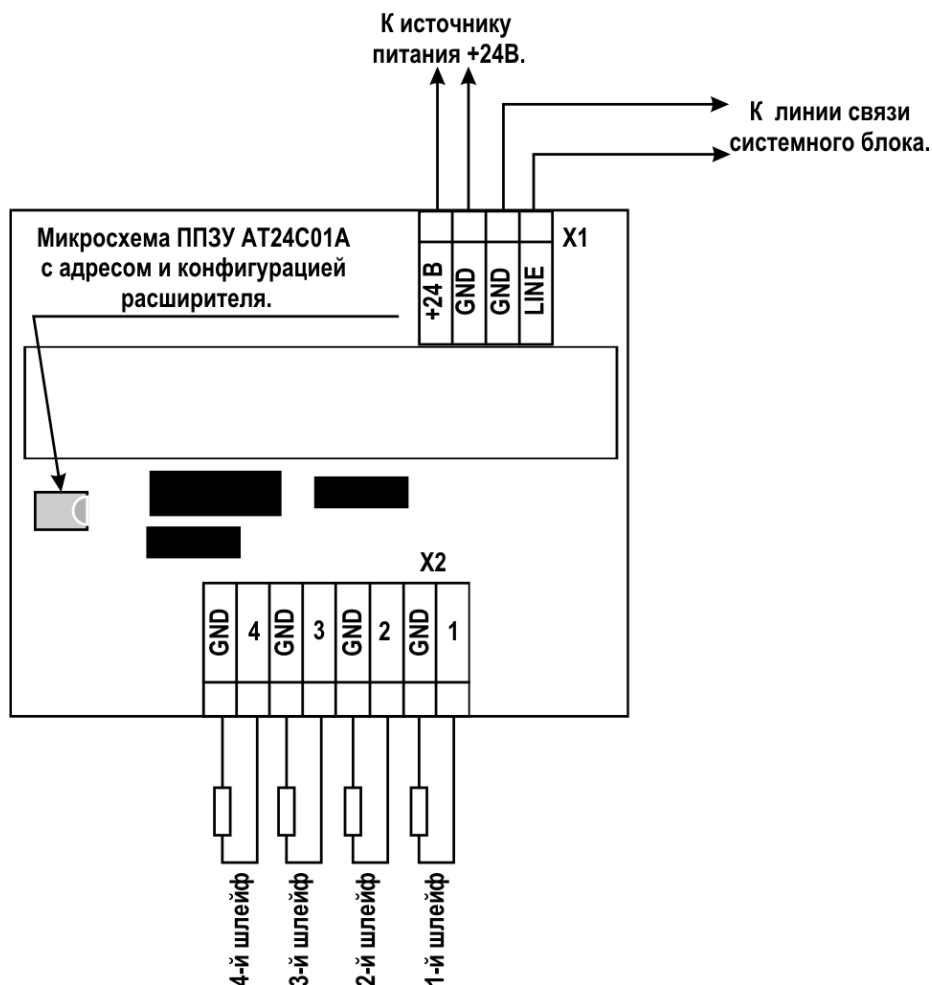 К источнику
питания +24В.
К линии связи
системного блока.
Микросхема ППЗУ AT24C01A
с адресом и конфигурацией
расширителя.
X1
+24 В
GND
GND
LINE
X2
GND
4
GND
3
GND
2
GND
1
4-й шлейф
3-й шлейф
2-й шлейф
1-й шлейф